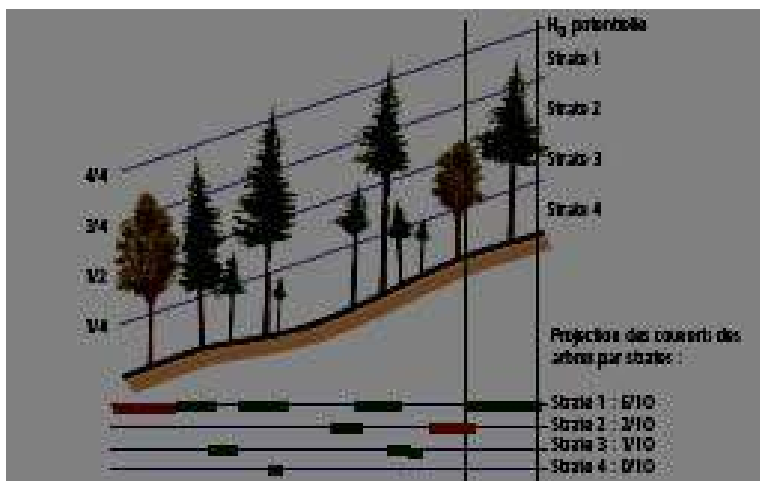 H₀ potentielle
Strate 1
Strate 2
Strate 3
Strate 4
4/4
3/4
1/2
1/4
Projection des couverts des
arbres par strates :
Strate 1 : 6/10
Strate 2 : 2/10
Strate 3 : 1/10
Strate 4 : 0/10